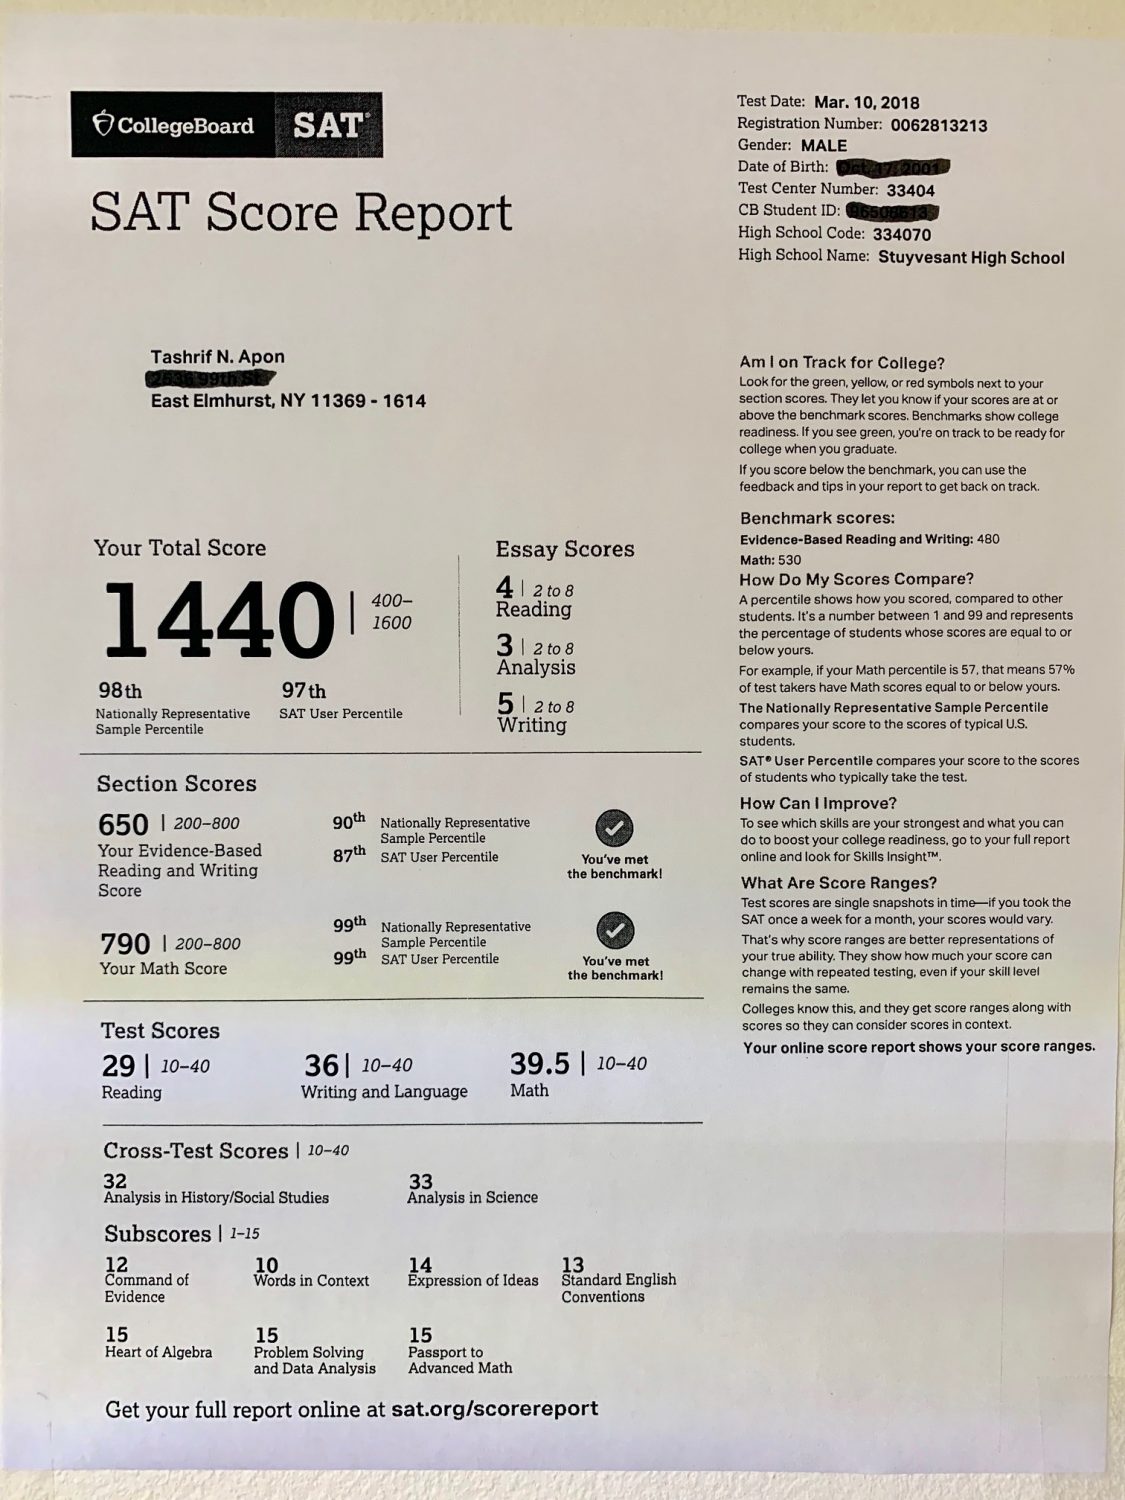 CollegeBoard SAT®
SAT Score Report
Test Date: Mar. 10, 2018
Registration Number: 0062813213
Gender: MALE
Date of Birth:
Test Center Number: 33404
CB Student ID:
High School Code: 334070
High School Name: Stuyvesant High School
Tashrif N. Apon
East Elmhurst, NY 11369 - 1614
Your Total Score
1440 | 400–
1600
98th
Nationally Representative
Sample Percentile
97th
SAT User Percentile
Essay Scores
4 | 2 to 8
Reading
3 | 2 to 8
Analysis
5 | 2 to 8
Writing
Section Scores
650 | 200–800
Your Evidence-Based
Reading and Writing
Score
90th Nationally Representative
Sample Percentile
87th SAT User Percentile
You've met
the benchmark!
790 | 200–800
Your Math Score
99th Nationally Representative
Sample Percentile
99th SAT User Percentile
You've met
the benchmark!
Test Scores
29 | 10–40
Reading
36 | 10–40
Writing and Language
39.5 | 10–40
Math
Cross-Test Scores | 10–40
32
Analysis in History/Social Studies
33
Analysis in Science
Subscores | 1–15
12
Command of
Evidence
10
Words in Context
14
Expression of Ideas
13
Standard English
Conventions
15
Heart of Algebra
15
Problem Solving
and Data Analysis
15
Passport to
Advanced Math
Get your full report online at sat.org/scorereport
Am I on Track for College?
Look for the green, yellow, or red symbols next to your
section scores. They let you know if your scores are at or
above the benchmark scores. Benchmarks show college
readiness. If you see green, you're on track to be ready for
college when you graduate.
If you score below the benchmark, you can use the
feedback and tips in your report to get back on track.
Benchmark scores:
Evidence-Based Reading and Writing: 480
Math: 530
How Do My Scores Compare?
A percentile shows how you scored, compared to other
students. It's a number between 1 and 99 and represents
the percentage of students whose scores are equal to or
below yours.
For example, if your Math percentile is 57, that means 57%
of test takers have Math scores equal to or below yours.
The Nationally Representative Sample Percentile
compares your score to the scores of typical U.S.
students.
SAT® User Percentile compares your score to the scores
of students who typically take the test.
How Can I Improve?
To see which skills are your strongest and what you can
do to boost your college readiness, go to your full report
online and look for Skills Insight™.
What Are Score Ranges?
Test scores are single snapshots in time—if you took the
SAT once a week for a month, your scores would vary.
That's why score ranges are better representations of
your true ability. They show how much your score can
change with repeated testing, even if your skill level
remains the same.
Colleges know this, and they get score ranges along with
scores so they can consider scores in context.
Your online score report shows your score ranges.